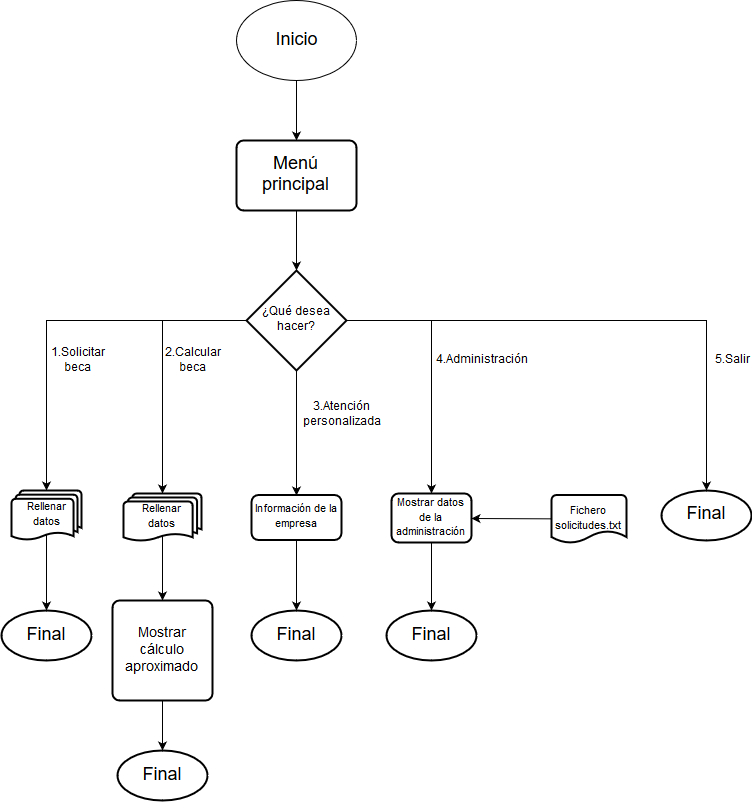 Inicio
Menú
principal
¿Qué desea
hacer?
1.Solicitar
beca
2.Calcular
beca
3.Atención
personalizada
4.Administración
5.Salir
Rellenar
datos
Rellenar
datos
Información de la
empresa
Mostrar datos
de la
administración
Fichero
solicitudes.txt
Final
Final
Mostrar
cálculo
aproximado
Final
Final
Final